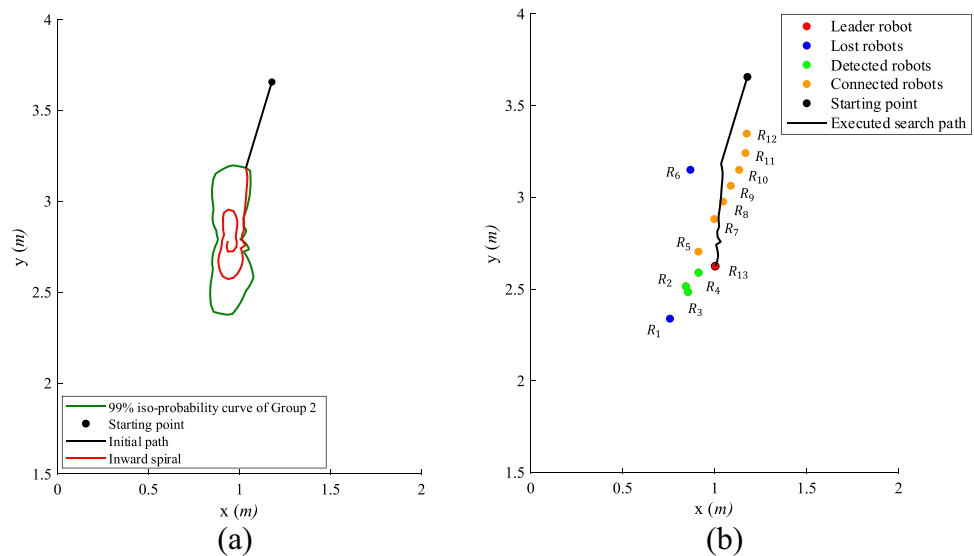 4
3.5
3
2.5
2
1.5
y (m)
0
0.5
1
1.5
2
x (m)
99% iso-probability curve of Group 2
Starting point
Initial path
Inward spiral
(a)
4
3.5
3
2.5
2
1.5
y (m)
0
0.5
1
1.5
2
x (m)
Leader robot
Lost robots
Detected robots
Connected robots
Starting point
Executed search path
R12
R11
R10
R9
R8
R7
R6
R5
R13
R4
R2
R3
R1
(b)